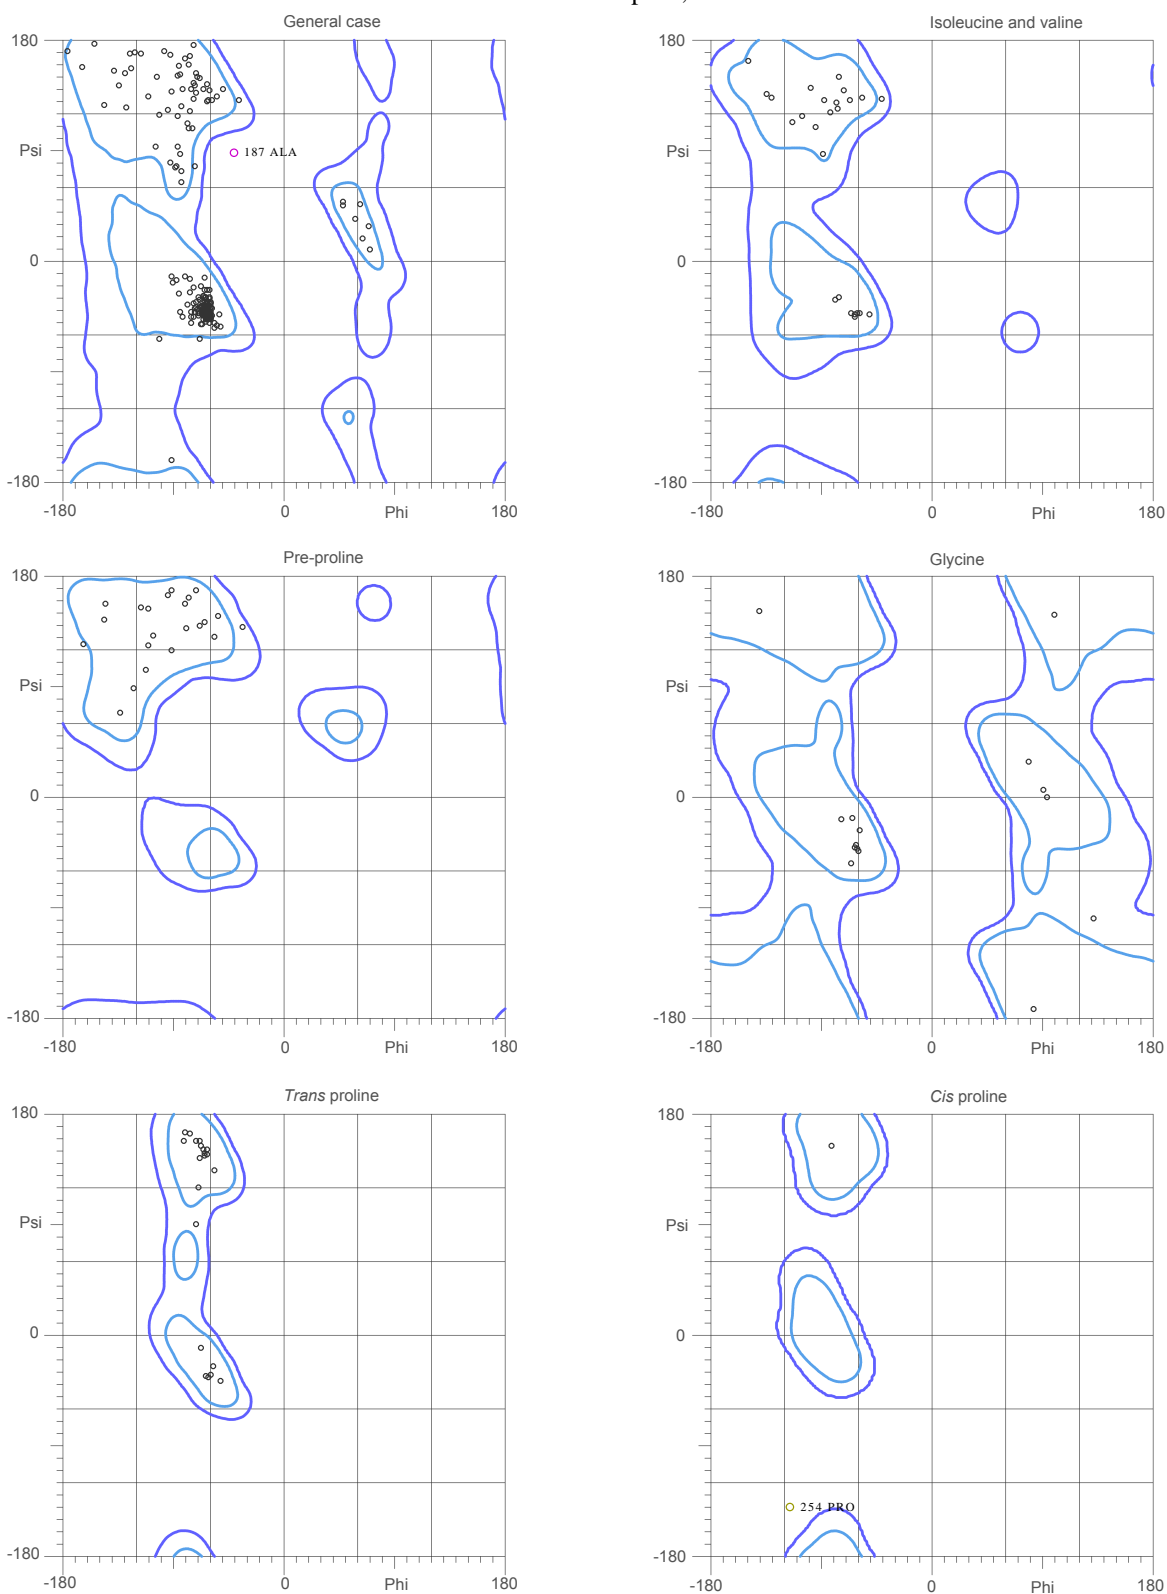 General case
Isoleucine and valine
180
180
187 ALA
Psi
Psi
0
0
-180
-180
-180
0
Phi
180
-180
0
Phi
180
Pre-proline
Glycine
180
180
Psi
Psi
0
0
-180
-180
-180
0
Phi
180
-180
0
Phi
180
Trans proline
Cis proline
180
180
Psi
Psi
0
0
254 PRO
-180
-180
-180
0
Phi
180
-180
0
Phi
180